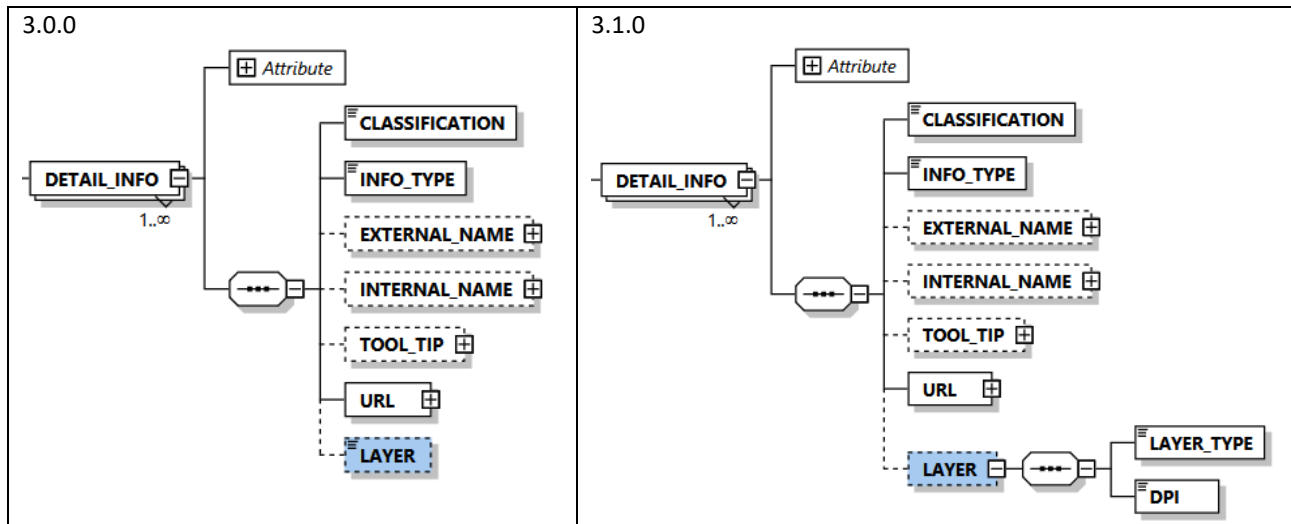 3.0.0
Attribute
CLASSIFICATION
INFO_TYPE
DETAIL_INFO
1..∞
EXTERNAL_NAME
INTERNAL_NAME
TOOL_TIP
URL
LAYER
3.1.0
Attribute
CLASSIFICATION
INFO_TYPE
DETAIL_INFO
1..∞
EXTERNAL_NAME
INTERNAL_NAME
TOOL_TIP
URL
LAYER
LAYER_TYPE
DPI